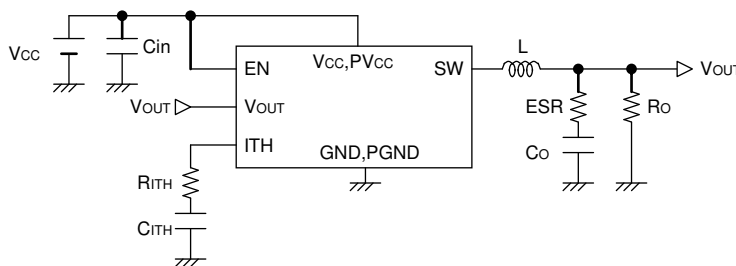 VCC
Cin
EN
VCC,PVCC
SW
L
VOUT
VOUT
VOUT
ESR
RO
ITH
GND,PGND
CO
RITH
CITH